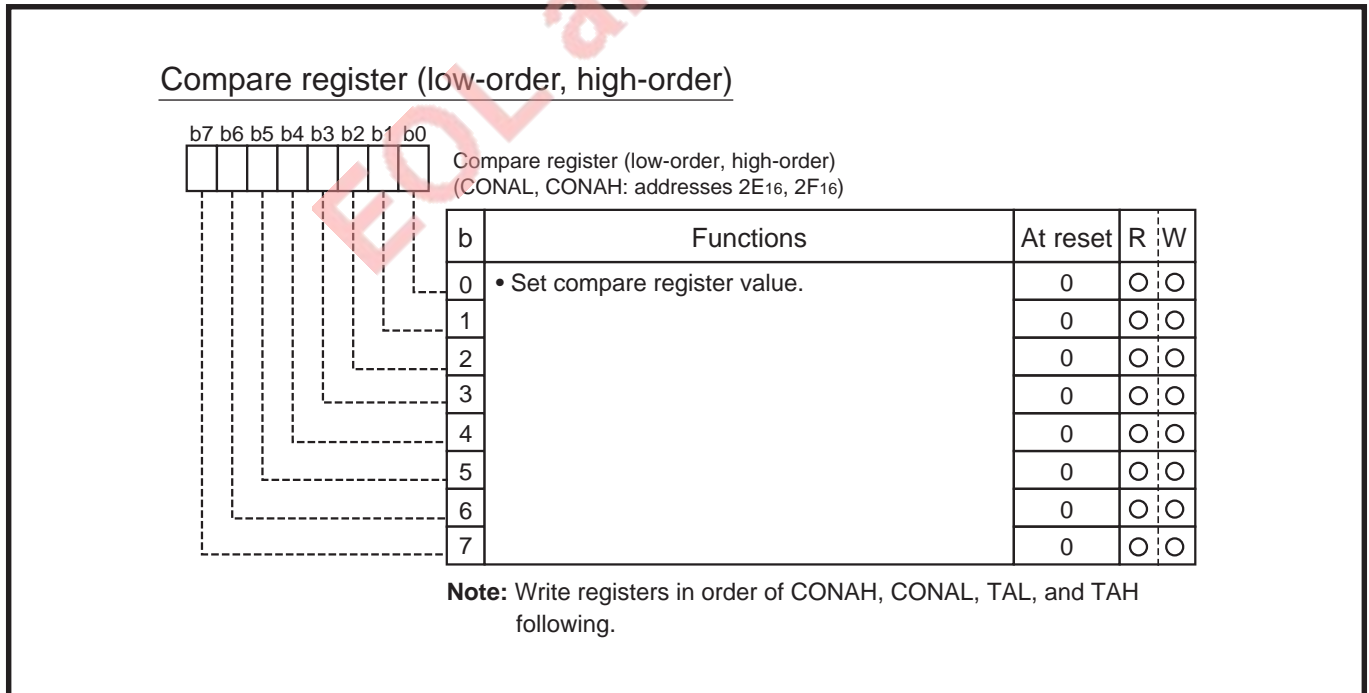 EOL a
Compare register (low-order, high-order)
b7 b6 b5 b4 b3 b2 b1 b0
Compare register (low-order, high-order)
(CONAL, CONAH: addresses 2E16, 2F16)
b Functions At reset R W
0 • Set compare register value. 0 ○ ○
1 0 ○ ○
2 0 ○ ○
3 0 ○ ○
4 0 ○ ○
5 0 ○ ○
6 0 ○ ○
7 0 ○ ○
Note: Write registers in order of CONAH, CONAL, TAL, and TAH
following.